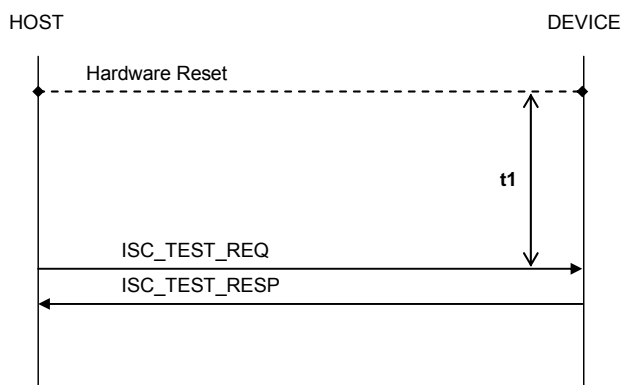 HOST
DEVICE
Hardware Reset
t1
ISC_TEST_REQ
ISC_TEST_RESP